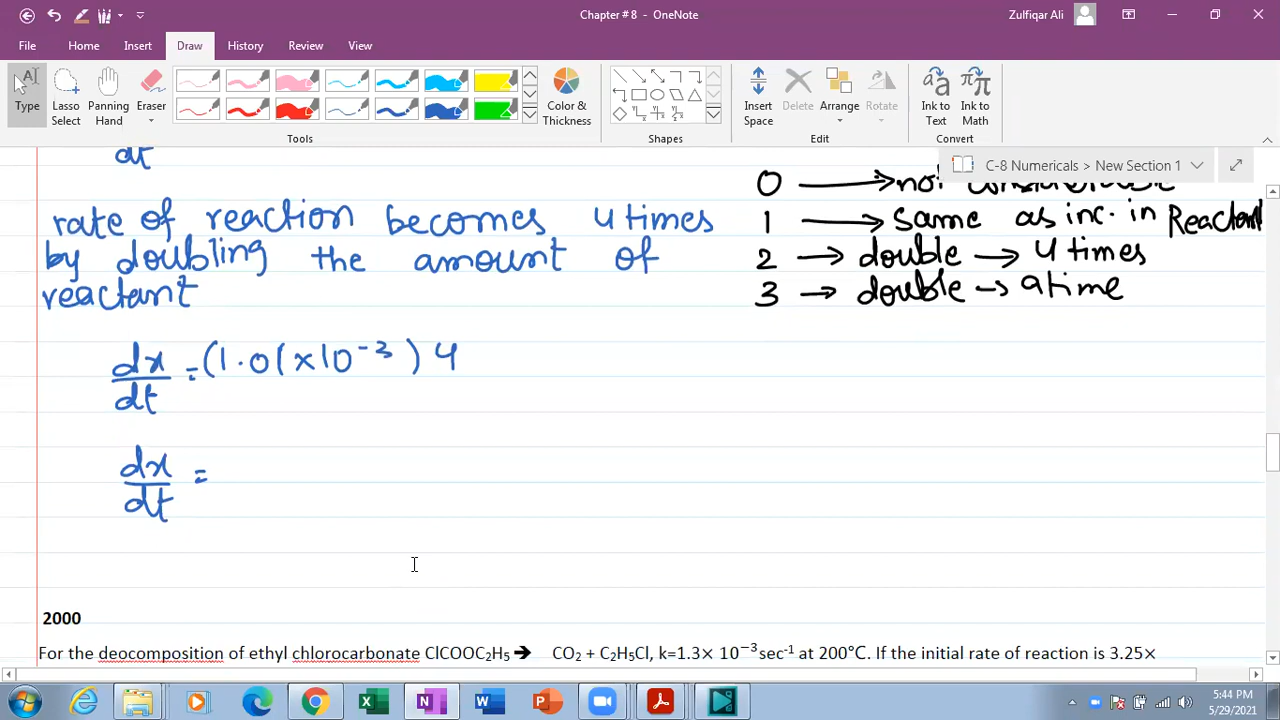 Chapter # 8 - OneNote
Zulfiqar Ali
File Home Insert Draw History Review View
Type
Lasso Select
Panning Hand
Eraser
Color & Thickness
Insert Space
Delete
Arrange
Rotate
Ink to Text
Ink to Math
Tools
Shapes
Edit
Convert
C-8 Numericals > New Section 1
dt
0 → not
1 → same as inc. in Reactant
2 → double → 4 times
3 → double → 9 time
rate of reaction becomes 4 times
by doubling the amount of
reactant
dx/dt = (1.0(×10⁻³) 4
dx/dt =
2000
For the deocomposition of ethyl chlorocarbonate ClCOOC₂H₅ → CO₂ + C₂H₅Cl, k=1.3× 10⁻³sec⁻¹ at 200°C. If the initial rate of reaction is 3.25×
5:44 PM
5/29/2021